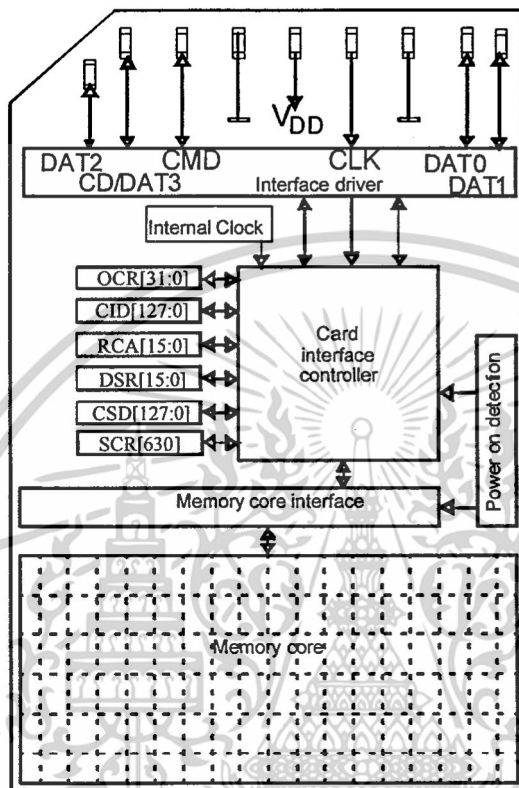 VDD
DAT2 CMD CLK DAT0
CD/DAT3 Interface driver DAT1
Internal Clock
OCR[31:0]
CID[127:0]
RCA[15:0]
DSR[15:0]
CSD[127:0]
SCR[630]
Card
interface
controller
Power on detection
Memory core interface
Memory core